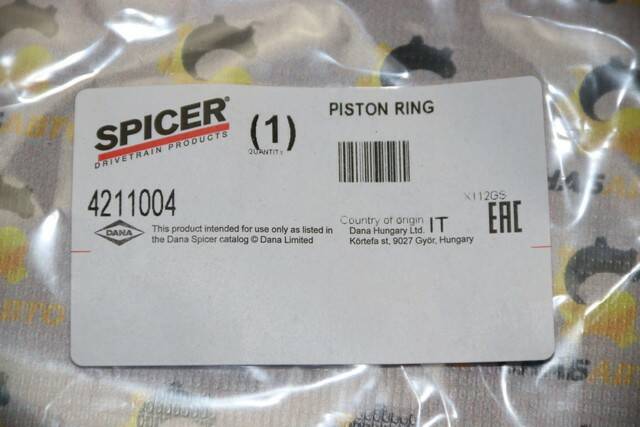 SPICER®
DRIVETRAIN PRODUCTS
(1)
QUANTITY
PISTON RING
4211004
X112GS
DANA
This product intended for use only as listed in
the Dana Spicer catalog © Dana Limited
Country of origin IT
Dana Hungary Ltd.
Körtefa st, 9027 Györ, Hungary
EAC